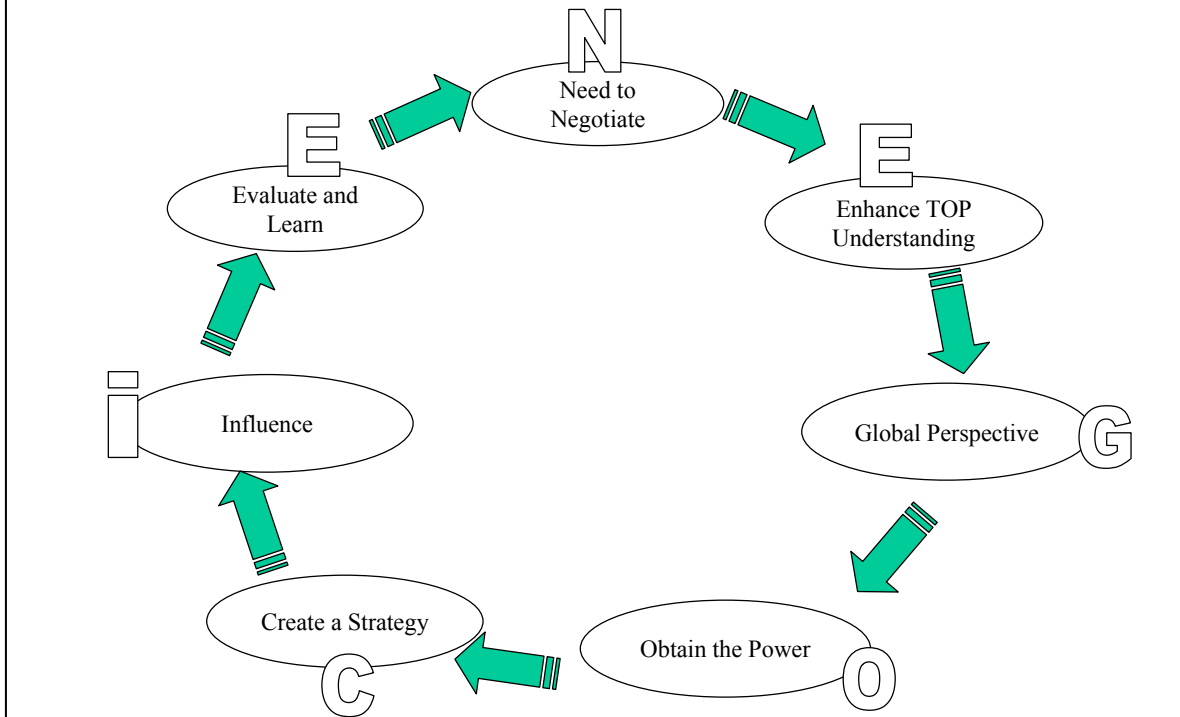 N
Need to
Negotiate
E
Enhance TOP
Understanding
G
Global Perspective
O
Obtain the Power
C
Create a Strategy
i
Influence
E
Evaluate and
Learn